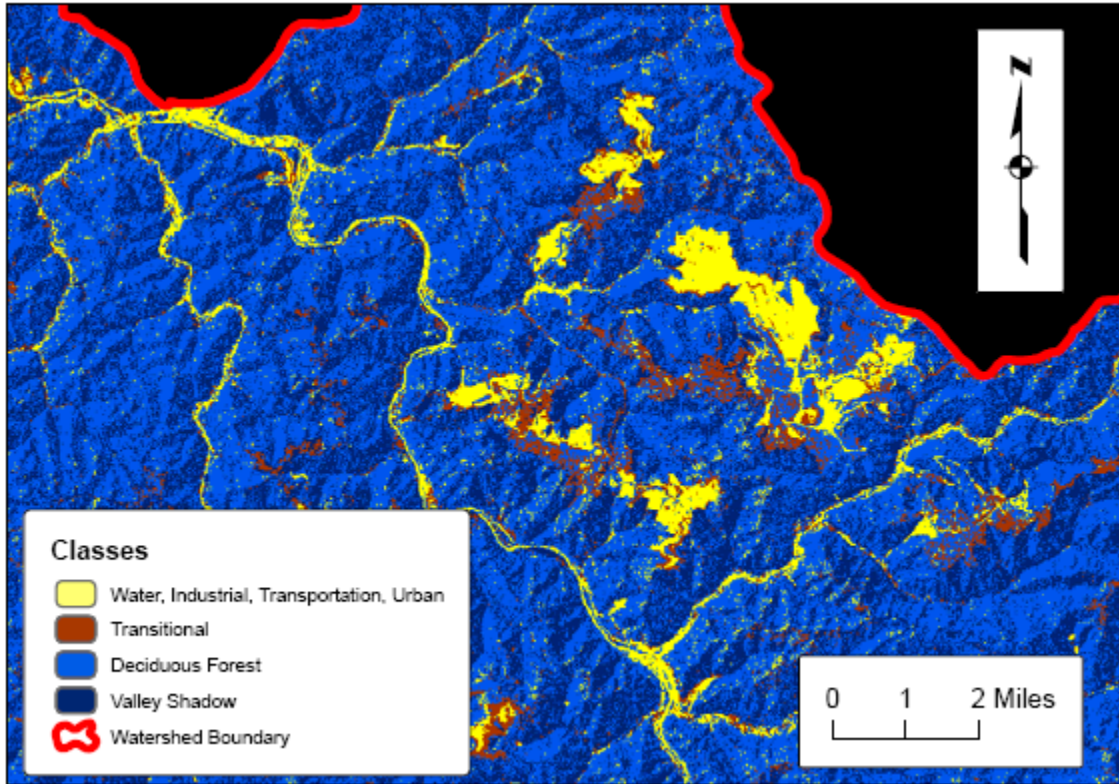 N
Classes
Water, Industrial, Transportation, Urban
Transitional
Deciduous Forest
Valley Shadow
Watershed Boundary
0 1 2 Miles